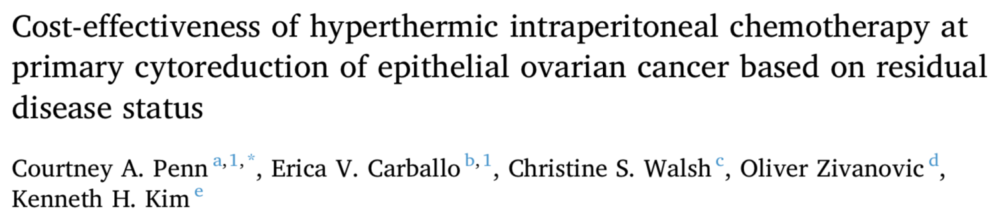 Cost-effectiveness of hyperthermic intraperitoneal chemotherapy at
primary cytoreduction of epithelial ovarian cancer based on residual
disease status
Courtney A. Penn a,1,*, Erica V. Carballo b,1, Christine S. Walsh c, Oliver Zivanovic d,
Kenneth H. Kim e